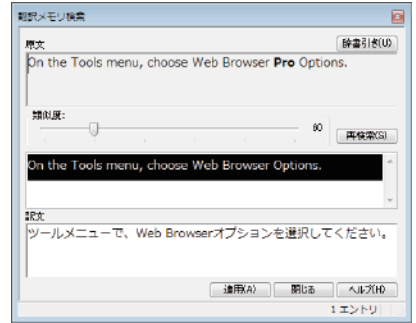 翻訳メモリ検索
原文
辞書引き(U)
On the Tools menu, choose Web Browser Pro Options.
類似度:
60
再検索(S)
On the Tools menu, choose Web Browser Options.
訳文
ツールメニューで、Web Browserオプションを選択してください。
適用(A) 閉じる ヘルプ(H)
1 エントリ